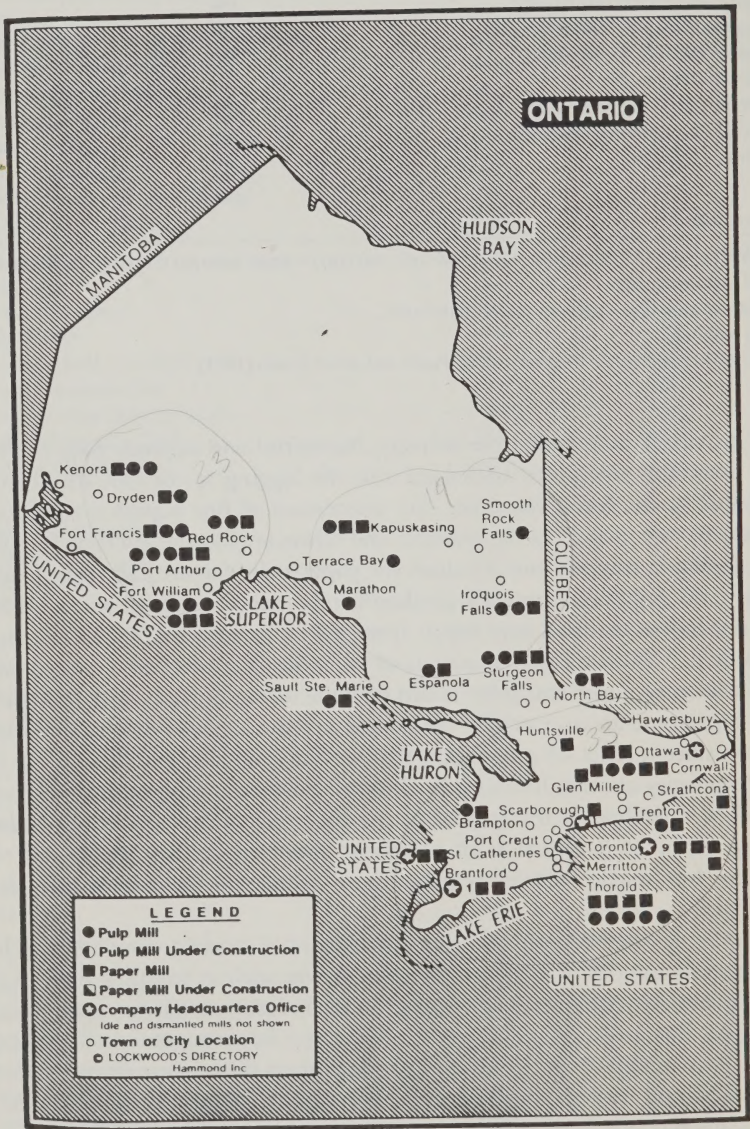 ONTARIO
HUDSON
BAY
MANITOBA
23
19
Kenora
Dryden
Fort Francis
Red Rock
Port Arthur
Fort William
UNITED STATES
LAKE
SUPERIOR
Kapuskasing
Terrace Bay
Marathon
Smooth
Rock
Falls
Iroquois
Falls
QUEBEC
Sault Ste. Marie
Espanola
Sturgeon
Falls
North Bay
Hawkesbury
Huntsville
33
Ottawa
Cornwall
LAKE
HURON
Glen Miller
Strathcona
Scarborough
1
Trenton
Brampton
Port Credit
Toronto 9
UNITED
STATES
St. Catherines
Merritton
Brantford
1
Thorold
LAKE ERIE
UNITED STATES
LEGEND
Pulp Mill
Pulp Mill Under Construction
Paper Mill
Paper Mill Under Construction
Company Headquarters Office
Idle and dismantled mills not shown
Town or City Location
© LOCKWOOD'S DIRECTORY
Hammond Inc